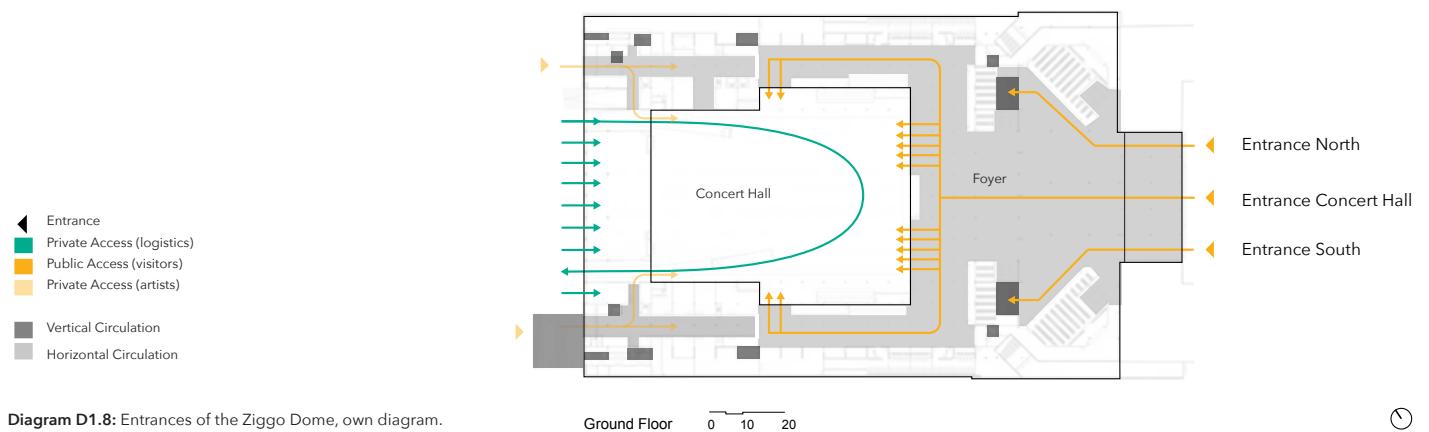 Entrance
Private Access (logistics)
Public Access (visitors)
Private Access (artists)
Vertical Circulation
Horizontal Circulation
Concert Hall
Foyer
Entrance North
Entrance Concert Hall
Entrance South
Diagram D1.8: Entrances of the Ziggo Dome, own diagram.
Ground Floor
0 10 20